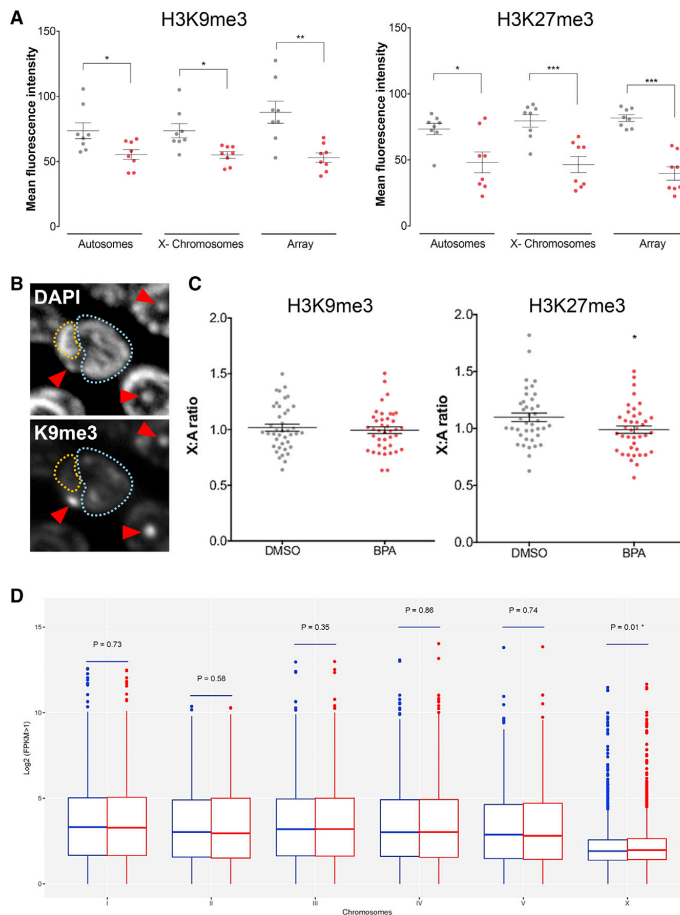 A
H3K9me3
H3K27me3
Mean fluorescence intensity
150
100
50
0
* * **
Autosomes X- Chromosomes Array
Mean fluorescence intensity
150
100
50
0
* *** ***
Autosomes X- Chromosomes Array
B
DAPI
K9me3
C
H3K9me3
H3K27me3
X:A ratio
2.0
1.5
1.0
0.5
0.0
DMSO BPA
X:A ratio
2.0
1.5
1.0
0.5
0.0
*
DMSO BPA
D
Log2 (FPKM>1)
15
10
5
0
P = 0.73
P = 0.58
P = 0.35
P = 0.86
P = 0.74
P = 0.01 *
I II III IV V X
Chromosomes